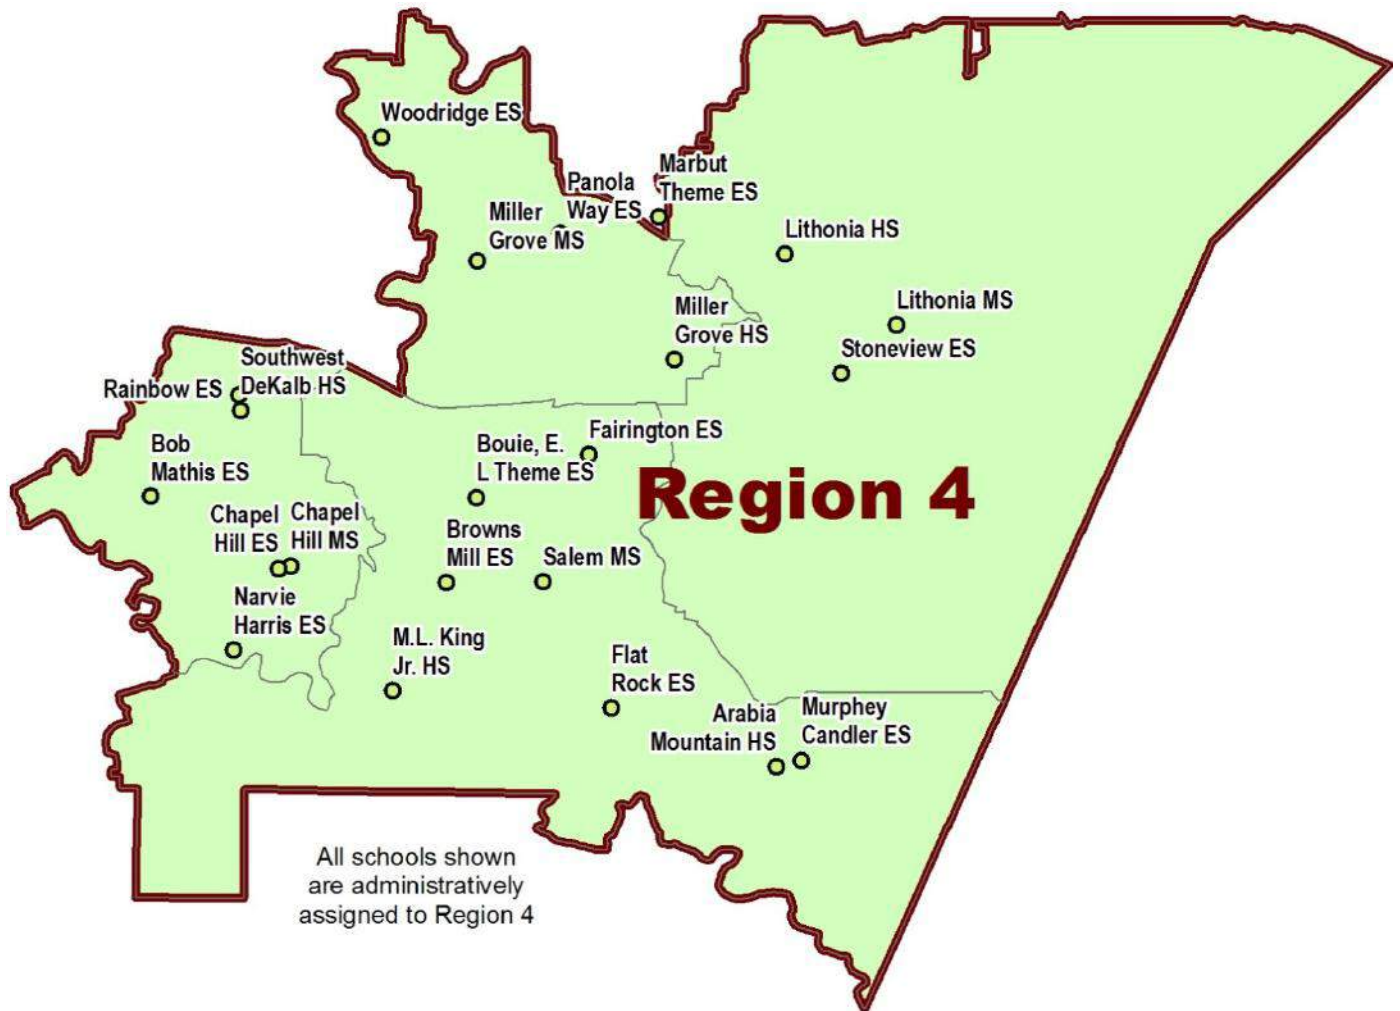 Woodridge ES
Panola
Way ES
Marbut
Theme ES
Miller
Grove MS
Lithonia HS
Lithonia MS
Miller
Grove HS
Stoneview ES
Southwest
DeKalb HS
Rainbow ES
Bob
Mathis ES
Bouie, E.
L Theme ES
Fairington ES
Region 4
Chapel
Hill ES
Chapel
Hill MS
Browns
Mill ES
Salem MS
Narvie
Harris ES
M.L. King
Jr. HS
Flat
Rock ES
Arabia
Mountain HS
Murphey
Candler ES
All schools shown
are administratively
assigned to Region 4